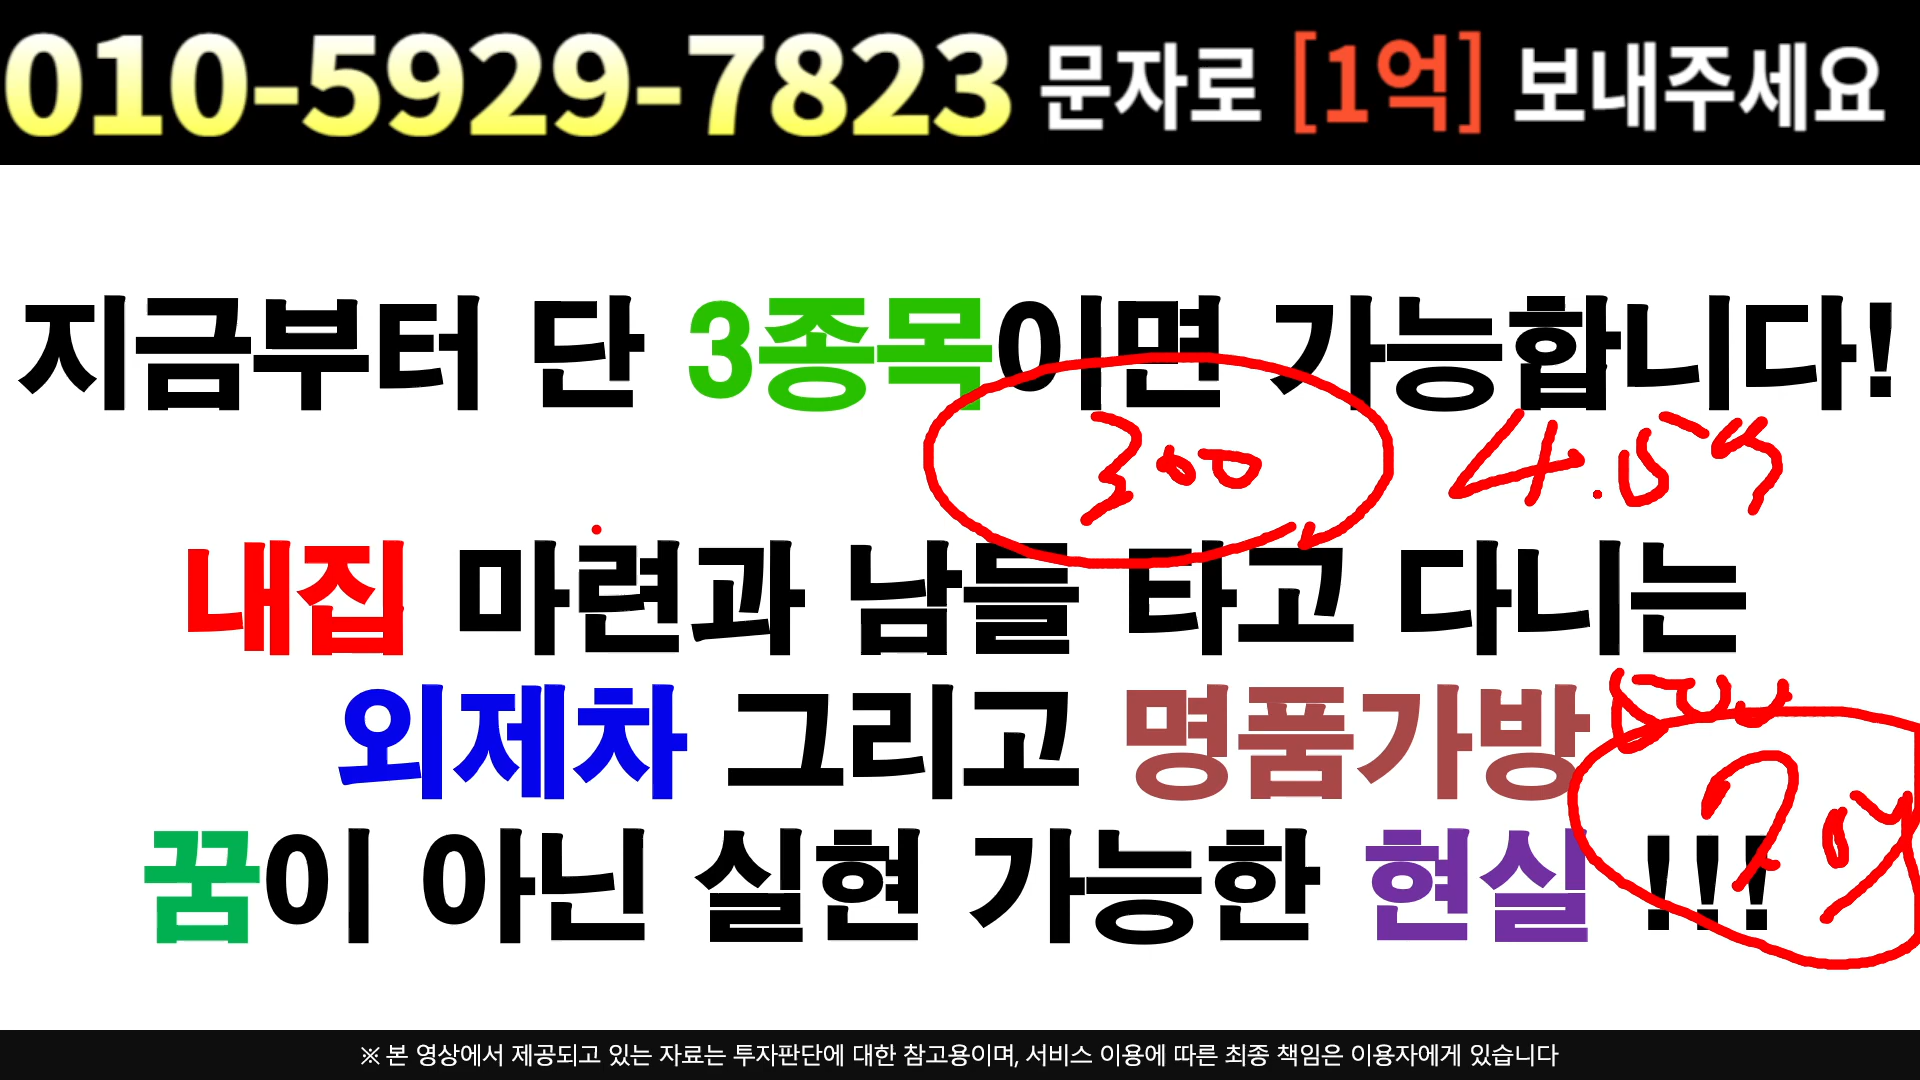 010-5929-7823 문자로 [1억] 보내주세요
지금부터 단 3종목이면 가능합니다!
300 4.5억
내집 마련과 남들 타고 다니는
외제차 그리고 명품가방
500
꿈이 아닌 실현 가능한 현실 !!!
※ 본 영상에서 제공되고 있는 자료는 투자판단에 대한 참고용이며, 서비스 이용에 따른 최종 책임은 이용자에게 있습니다